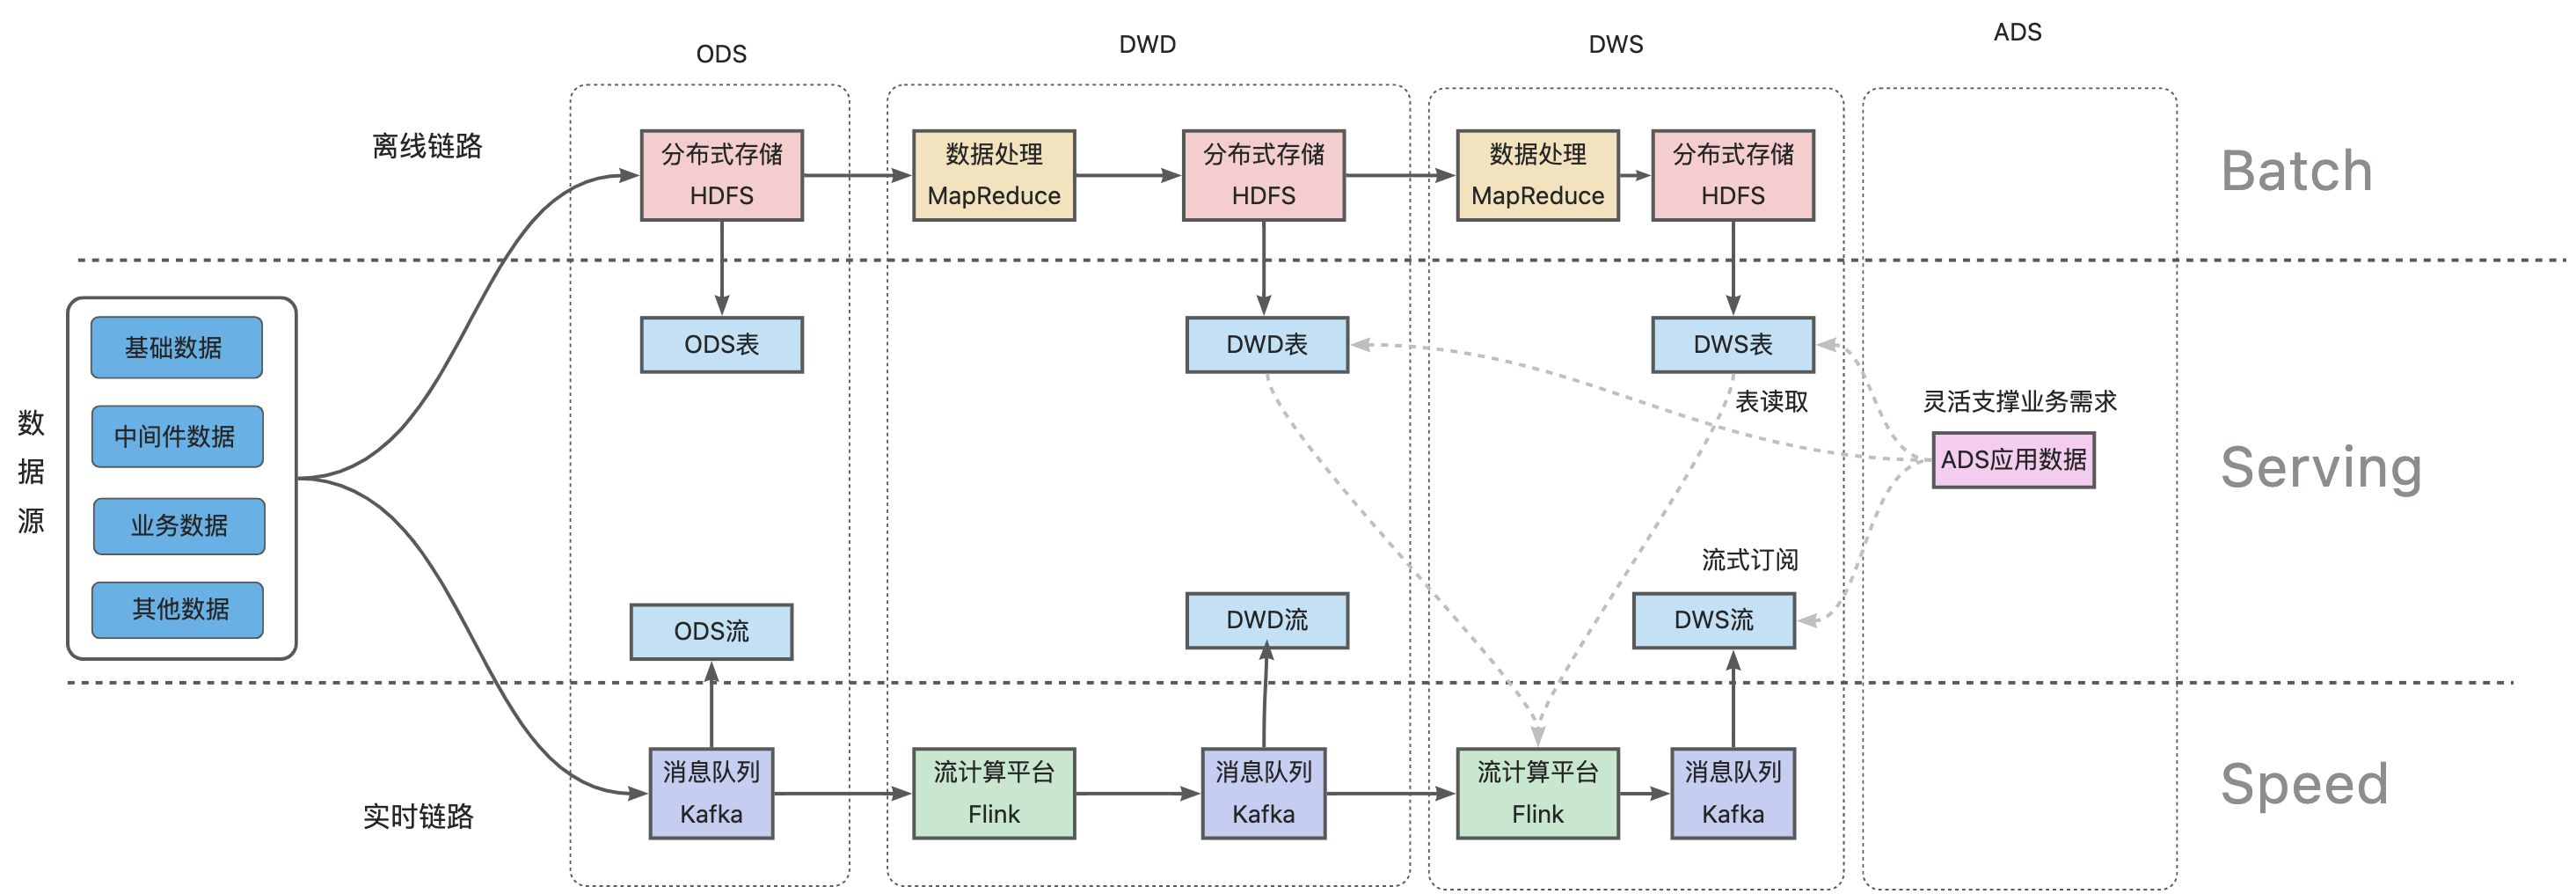 ODS
DWD
DWS
ADS
离线链路
分布式存储
HDFS
数据处理
MapReduce
分布式存储
HDFS
数据处理
MapReduce
分布式存储
HDFS
Batch
数据源
基础数据
中间件数据
业务数据
其他数据
ODS表
DWD表
DWS表
表读取
灵活支撑业务需求
ADS应用数据
Serving
流式订阅
ODS流
DWD流
DWS流
实时链路
消息队列
Kafka
流计算平台
Flink
消息队列
Kafka
流计算平台
Flink
消息队列
Kafka
Speed